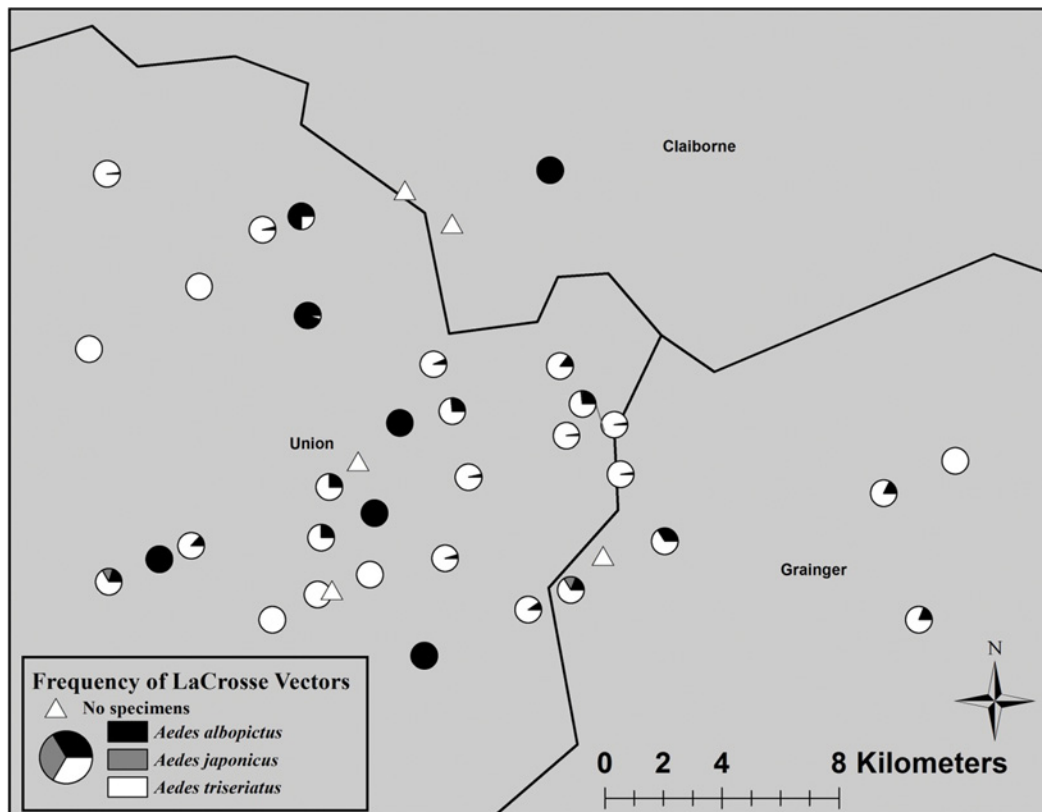 Claiborne
Union
Grainger
Frequency of LaCrosse Vectors
No specimens
Aedes albopictus
Aedes japonicus
Aedes triseriatus
N
0 2 4 8 Kilometers